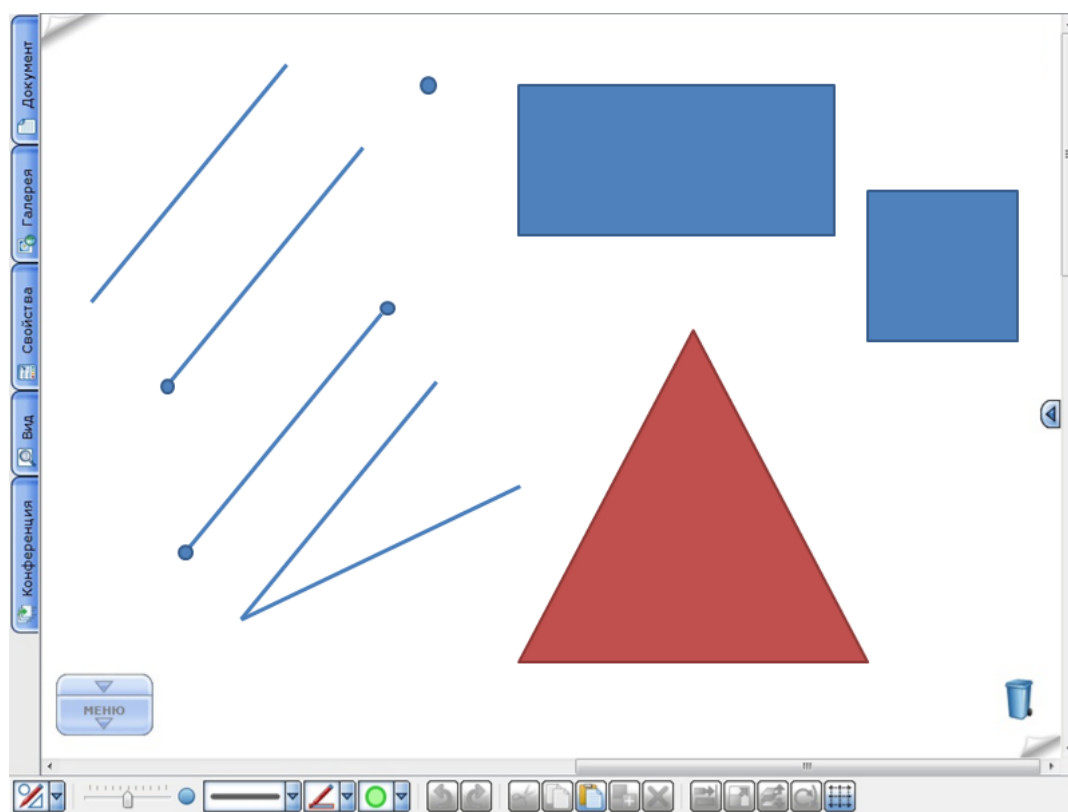 Документ
Галерея
Свойства
Вид
Конференция
МЕНЮ